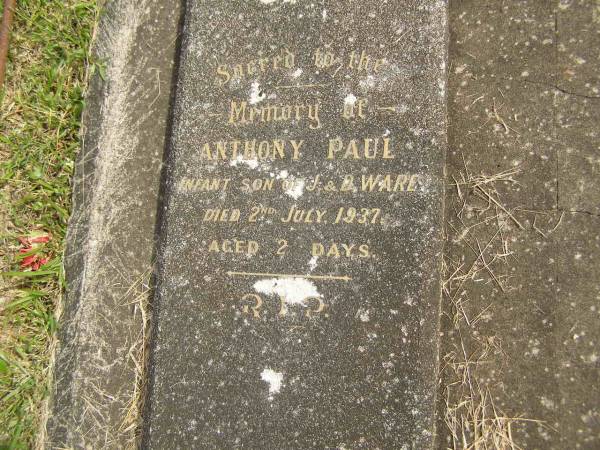 Sacred to the
Memory of
ANTHONY PAUL
INFANT SON OF J. & D. WARE
DIED 2ND JULY 1937.
AGED 2 DAYS
R.I.P.